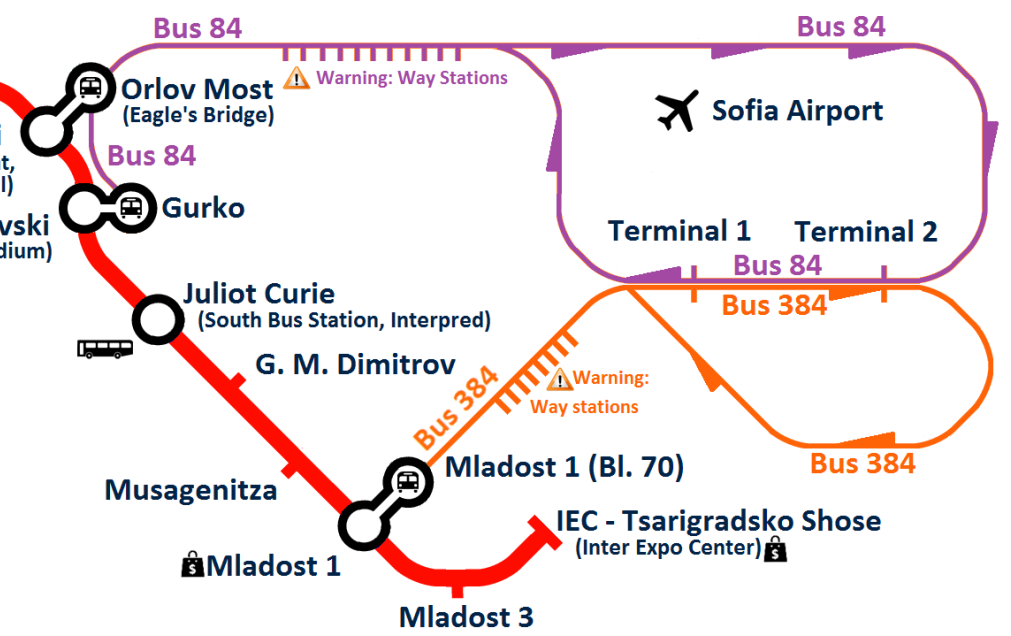 Bus 84
Bus 84
Warning: Way Stations
Orlov Most
(Eagle's Bridge)
Sofia Airport
Bus 84
Gurko
Terminal 1
Terminal 2
Bus 84
Bus 384
Juliot Curie
(South Bus Station, Interpred)
G. M. Dimitrov
Warning:
Way stations
Bus 384
Mladost 1 (Bl. 70)
Bus 384
Musagenitza
IEC - Tsarigradsko Shose
(Inter Expo Center)
Mladost 1
Mladost 3